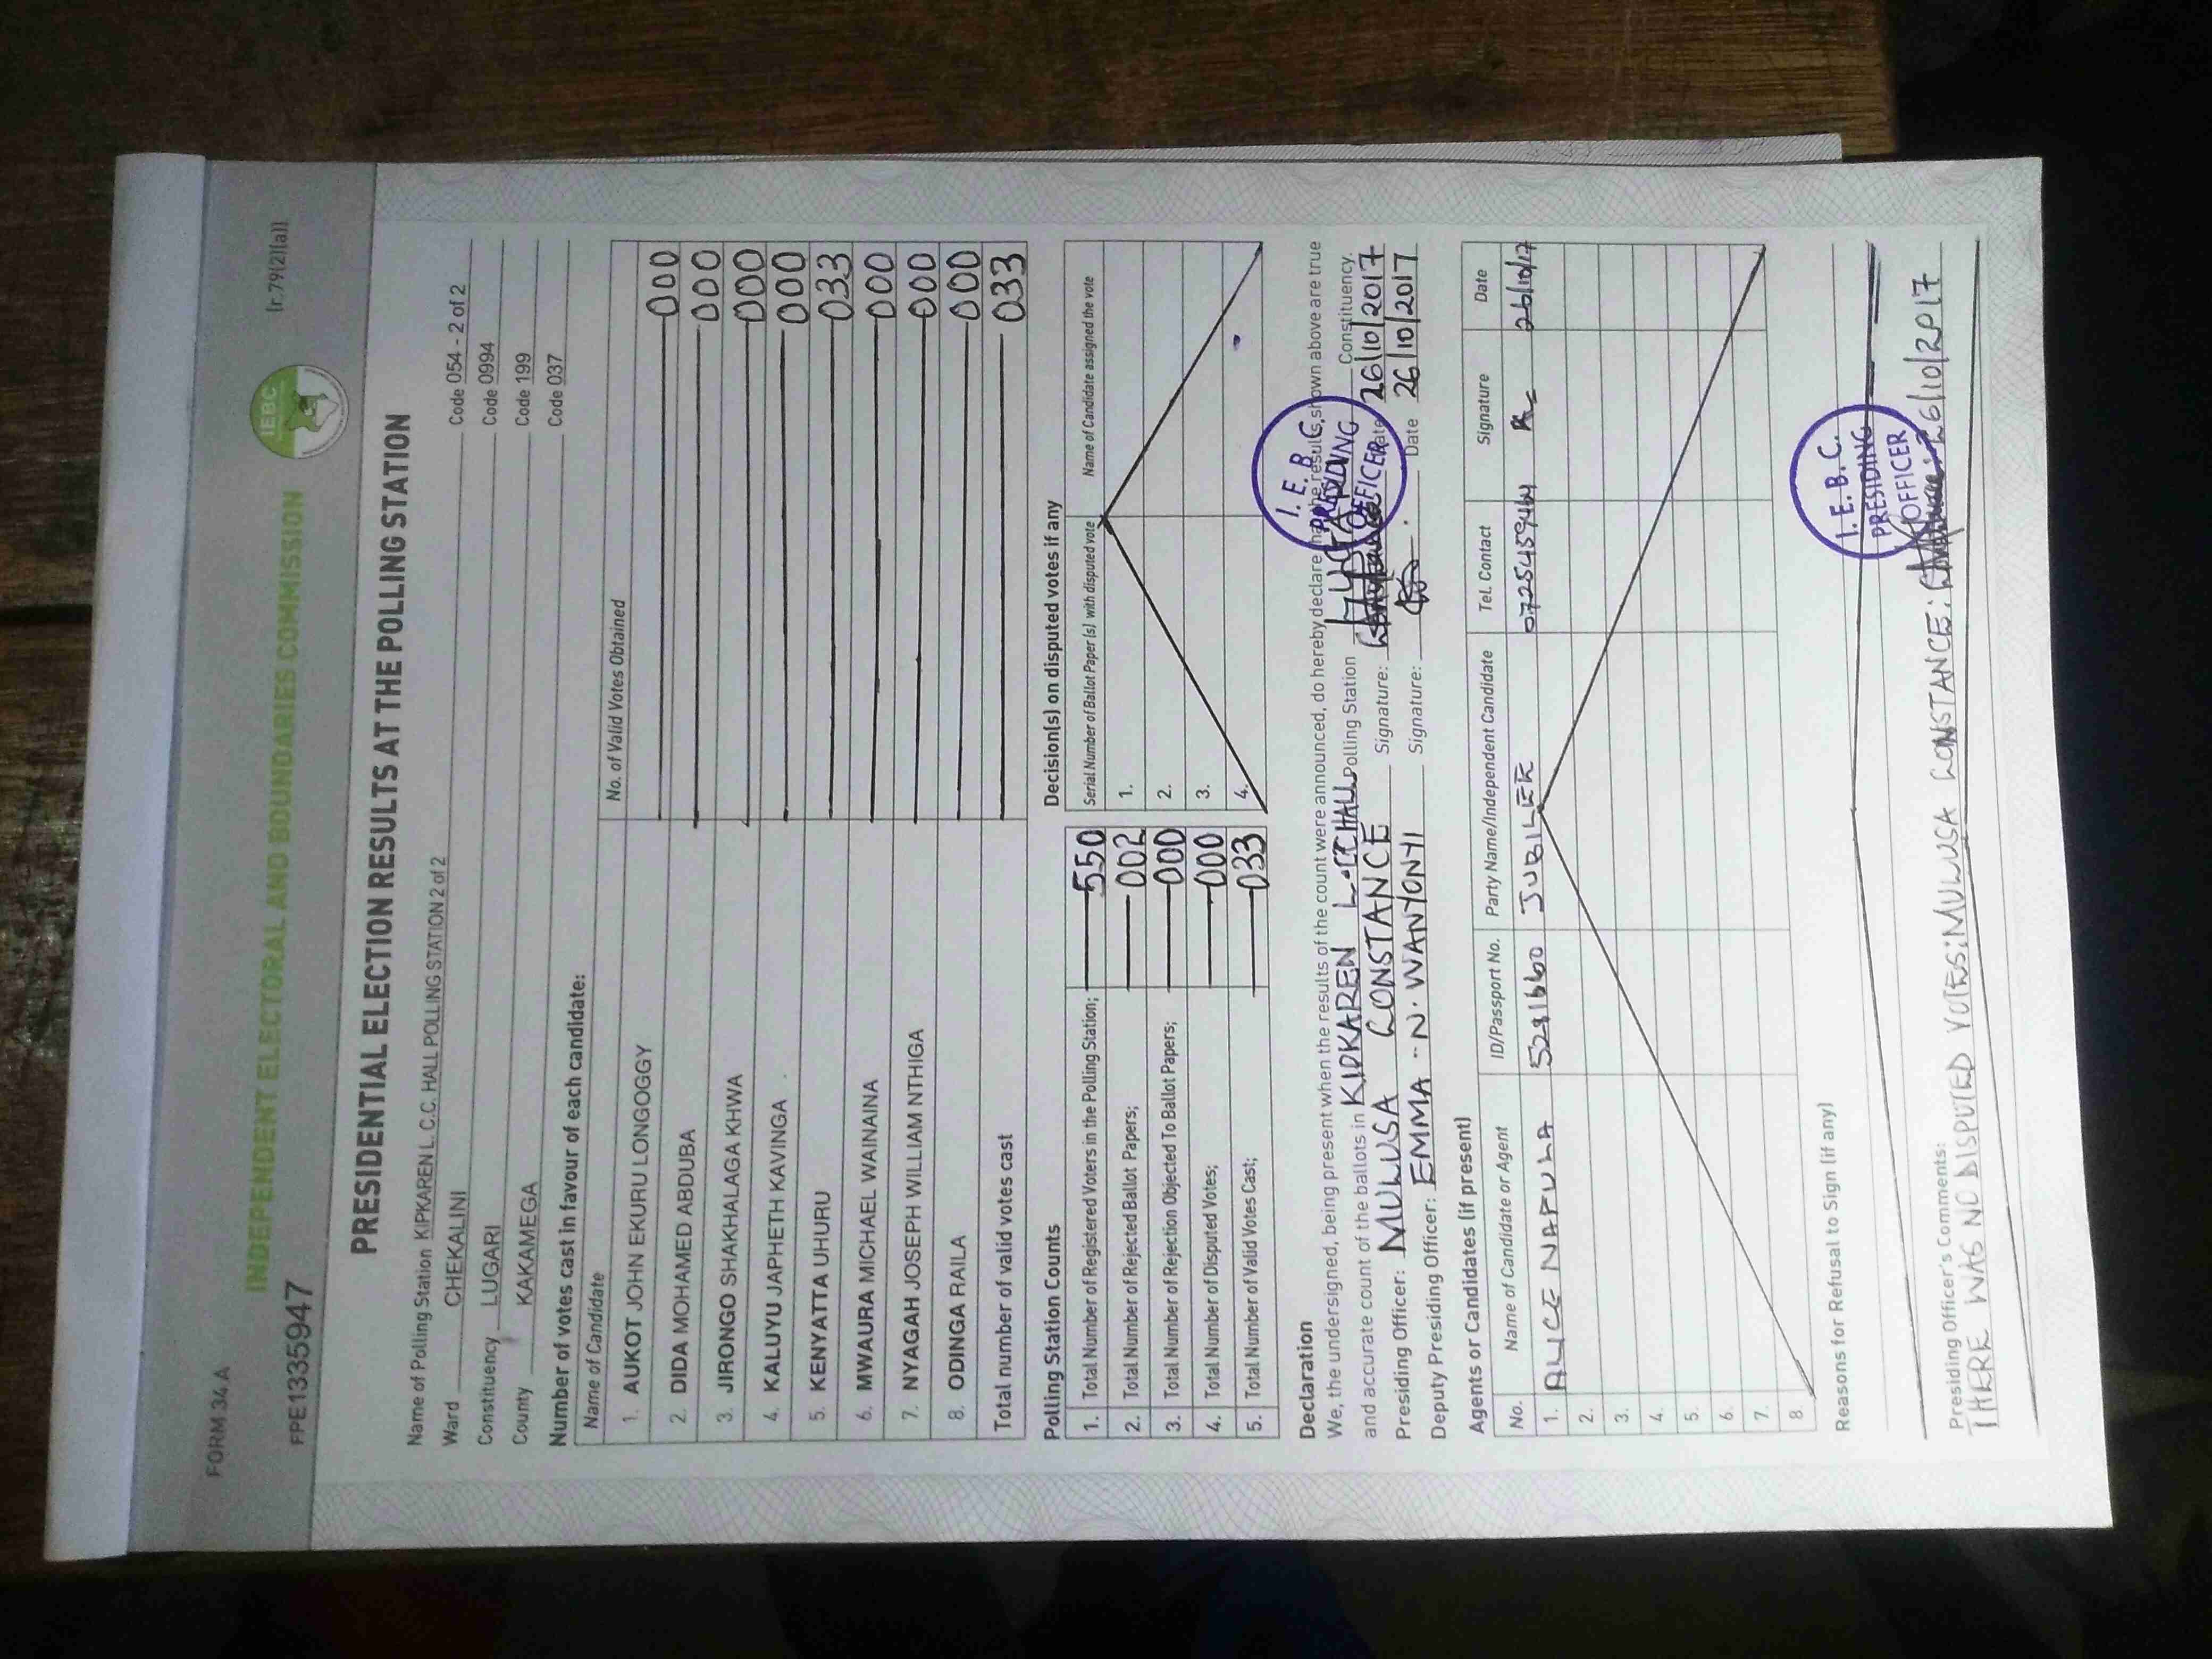 FORM 34 A
(r.79(2)(a))
IEBC
INDEPENDENT ELECTORAL AND BOUNDARIES COMMISSION
FPE1335947
PRESIDENTIAL ELECTION RESULTS AT THE POLLING STATION
Name of Polling Station KIPKAREN L. C.C. HALL POLLING STATION 2 of 2 Code 054 - 2 of 2
Ward CHEKALINI Code 0994
Constituency LUGARI Code 199
County KAKAMEGA Code 037
Number of votes cast in favour of each candidate:
Name of Candidate No. of Valid Votes Obtained
1. AUKOT JOHN EKURU LONGOGGY 000
2. DIDA MOHAMED ABDUBA 000
3. JIRONGO SHAKHALAGA KHWA 000
4. KALUYU JAPHETH KAVINGA 000
5. KENYATTA UHURU 033
6. MWAURA MICHAEL WAINAINA 000
7. NYAGAH JOSEPH WILLIAM NTHIGA 000
8. ODINGA RAILA 000
Total number of valid votes cast 033
Polling Station Counts
1. Total Number of Registered Voters in the Polling Station; 550
2. Total Number of Rejected Ballot Papers; 002
3. Total Number of Rejection Objected To Ballot Papers; 000
4. Total Number of Disputed Votes; 000
5. Total Number of Valid Votes Cast; 033
Decision(s) on disputed votes if any
Serial Number of Ballot Paper (s) with disputed vote Name of Candidate assigned the vote
1.
2.
3.
4.
Declaration
We, the undersigned, being present when the results of the count were announced, do hereby declare that the results shown above are true
and accurate count of the ballots in KIPKAREN L.C.C HALL Polling Station Constituency.
Presiding Officer: MULUSA CONSTANCE Signature: Date 26/10/2017
Deputy Presiding Officer: EMMA -N. WANYONYI Signature: Date 26/10/2017
I. E. B. C.
PRESIDING
OFFICER
Agents or Candidates (if present)
No. Name of Candidate or Agent ID/Passport No. Party Name/Independent Candidate Tel. Contact Signature Date
1. ALICE NAFULA JUBILEE 26/10/17
2.
3.
4.
5.
6.
7.
8.
Reasons for Refusal to Sign (if any)
I. E. B. C.
PRESIDING
OFFICER
Presiding Officer's Comments:
THERE WAS NO DISPUTED VOTES: MULUSA CONSTANCE: 26/10/2017